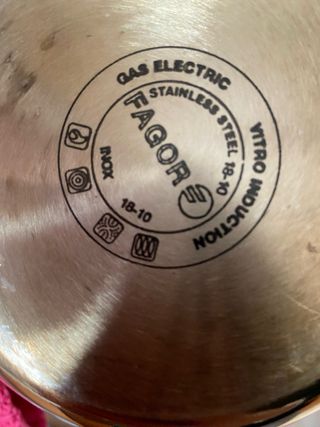 GAS ELECTRIC
VITRO INDUCTION
STAINLESS STEEL 18-10
FAGOR
INOX
18-10